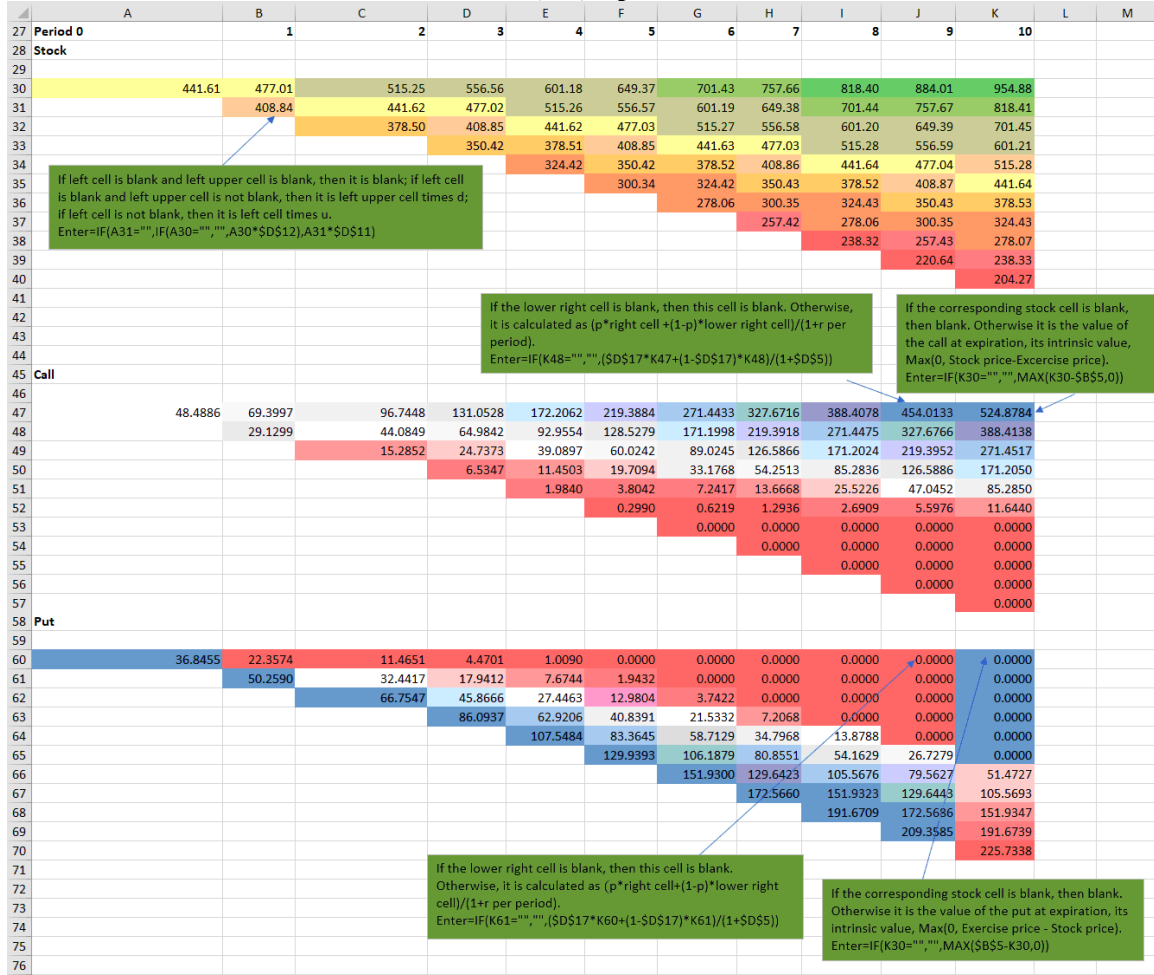 A B C D E F G H I J K L M
27 Period 0 1 2 3 4 5 6 7 8 9 10
28 Stock
29
30 441.61 477.01 515.25 556.56 601.18 649.37 701.43 757.66 818.40 884.01 954.88
31 408.84 441.62 477.02 515.26 556.57 601.19 649.38 701.44 757.67 818.41
32 378.50 408.85 441.62 477.03 515.27 556.58 601.20 649.39 701.45
33 350.42 378.51 408.85 441.63 477.03 515.28 556.59 601.21
34 324.42 350.42 378.52 408.86 441.64 477.04 515.28
35 300.34 324.42 350.43 378.52 408.87 441.64
36 278.06 300.35 324.43 350.43 378.53
37 257.42 278.06 300.35 324.43
38 238.32 257.43 278.07
39 220.64 238.33
40 204.27
If left cell is blank and left upper cell is blank, then it is blank; if left cell
is blank and left upper cell is not blank, then it is left upper cell times d;
if left cell is not blank, then it is left cell times u.
Enter=IF(A31="",IF(A30="","",A30*$D$12),A31*$D$11)
41
42
43
44
If the lower right cell is blank, then this cell is blank. Otherwise,
it is calculated as (p*right cell +(1-p)*lower right cell)/(1+r per
period).
Enter=IF(K48="","",($D$17*K47+(1-$D$17)*K48)/(1+$D$5))
If the corresponding stock cell is blank,
then blank. Otherwise it is the value of
the call at expiration, its intrinsic value,
Max(0, Stock price-Excercise price).
Enter=IF(K30="","",MAX(K30-$B$5,0))
45 Call
46
47 48.4886 69.3997 96.7448 131.0528 172.2062 219.3884 271.4433 327.6716 388.4078 454.0133 524.8784
48 29.1299 44.0849 64.9842 92.9554 128.5279 171.1998 219.3918 271.4475 327.6766 388.4138
49 15.2852 24.7373 39.0897 60.0242 89.0245 126.5866 171.2024 219.3952 271.4517
50 6.5347 11.4503 19.7094 33.1768 54.2513 85.2836 126.5886 171.2050
51 1.9840 3.8042 7.2417 13.6668 25.5226 47.0452 85.2850
52 0.2990 0.6219 1.2936 2.6909 5.5976 11.6440
53 0.0000 0.0000 0.0000 0.0000 0.0000
54 0.0000 0.0000 0.0000 0.0000
55 0.0000 0.0000 0.0000
56 0.0000 0.0000
57 0.0000
58 Put
59
60 36.8455 22.3574 11.4651 4.4701 1.0090 0.0000 0.0000 0.0000 0.0000 0.0000 0.0000
61 50.2590 32.4417 17.9412 7.6744 1.9432 0.0000 0.0000 0.0000 0.0000 0.0000
62 66.7547 45.8666 27.4463 12.9804 3.7422 0.0000 0.0000 0.0000 0.0000
63 86.0937 62.9206 40.8391 21.5332 7.2068 0.0000 0.0000 0.0000
64 107.5484 83.3645 58.7129 34.7968 13.8788 0.0000 0.0000
65 129.9393 106.1879 80.8551 54.1629 26.7279 0.0000
66 151.9300 129.6423 105.5676 79.5627 51.4727
67 172.5660 151.9323 129.6443 105.5693
68 191.6709 172.5686 151.9347
69 209.3585 191.6739
70 225.7338
71
72
73
74
75
76
If the lower right cell is blank, then this cell is blank.
Otherwise, it is calculated as (p*right cell+(1-p)*lower right
cell)/(1+r per period).
Enter=IF(K61="","",($D$17*K60+(1-$D$17)*K61)/(1+$D$5))
If the corresponding stock cell is blank, then blank.
Otherwise it is the value of the put at expiration, its
intrinsic value, Max(0, Exercise price - Stock price).
Enter=IF(K30="","",MAX($B$5-K30,0))